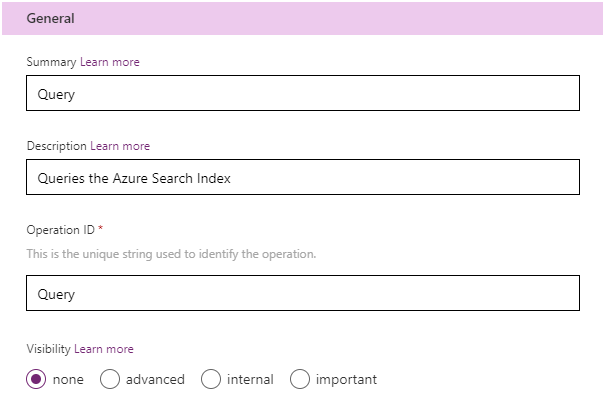 General
Summary Learn more
Query
Description Learn more
Queries the Azure Search Index
Operation ID *
This is the unique string used to identify the operation.
Query
Visibility Learn more
none advanced internal important